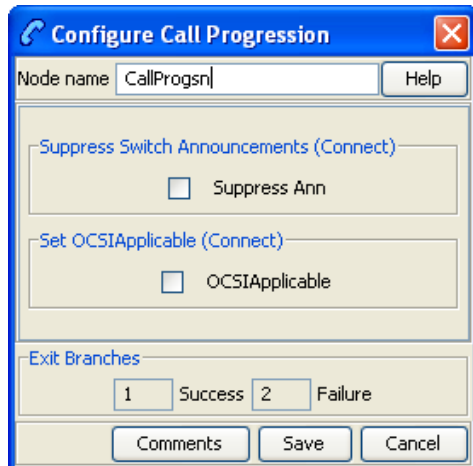 Configure Call Progression
Node name CallProgsn Help
Suppress Switch Announcements (Connect)
Suppress Ann
Set OCSIApplicable (Connect)
OCSIApplicable
Exit Branches
1 Success 2 Failure
Comments Save Cancel